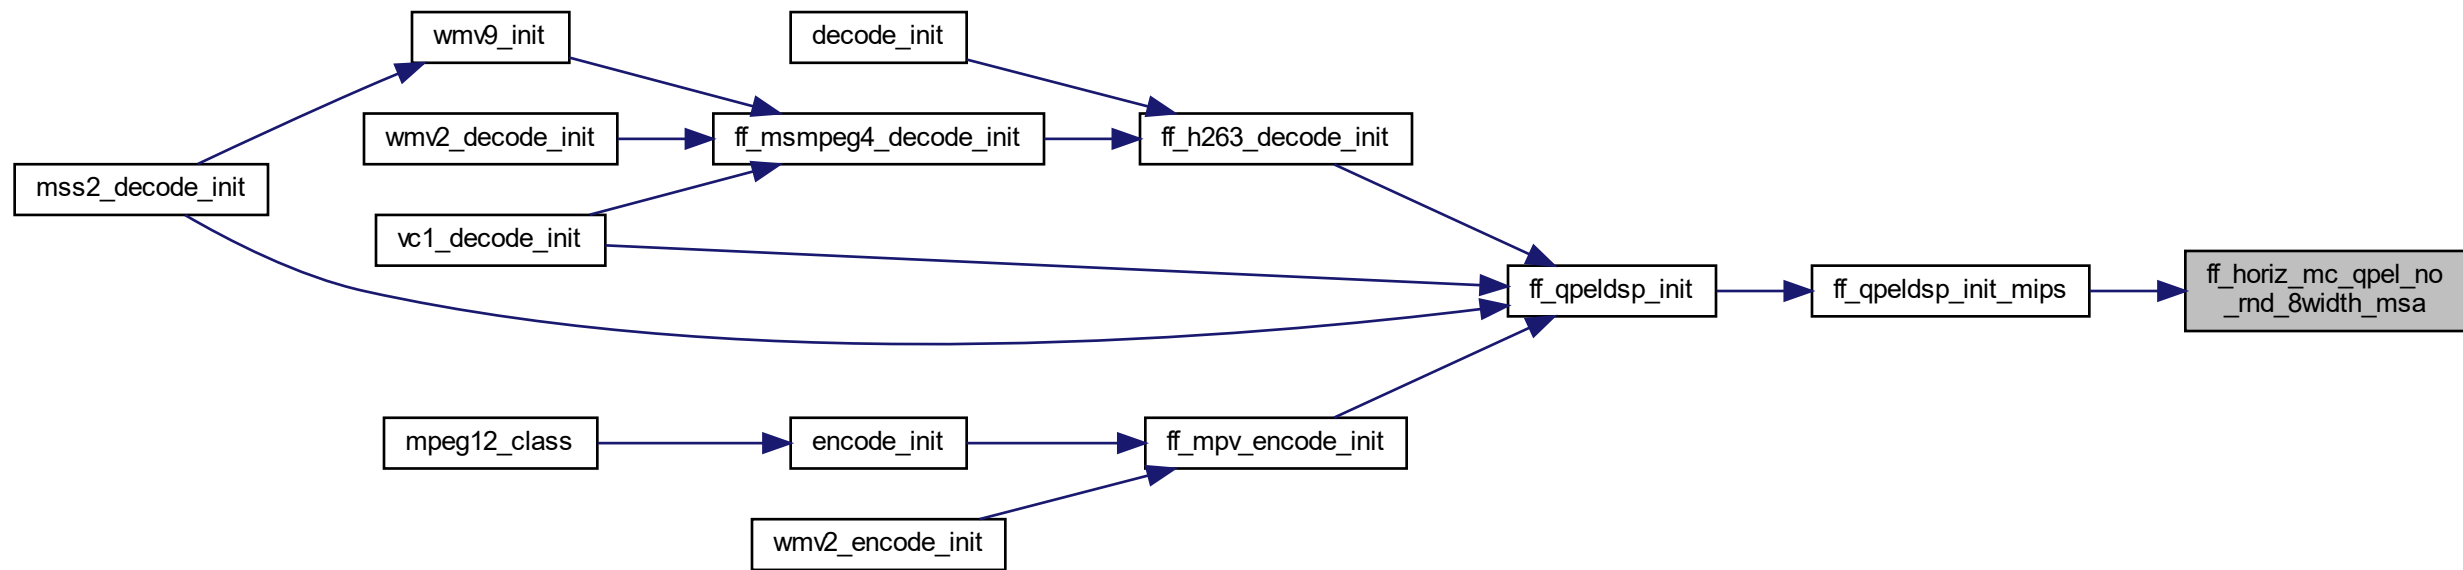 wmv9_init
decode_init
wmv2_decode_init
ff_msmpeg4_decode_init
ff_h263_decode_init
mss2_decode_init
vc1_decode_init
ff_qpeldsp_init
ff_qpeldsp_init_mips
ff_horiz_mc_qpel_no
_rnd_8width_msa
mpeg12_class
encode_init
ff_mpv_encode_init
wmv2_encode_init